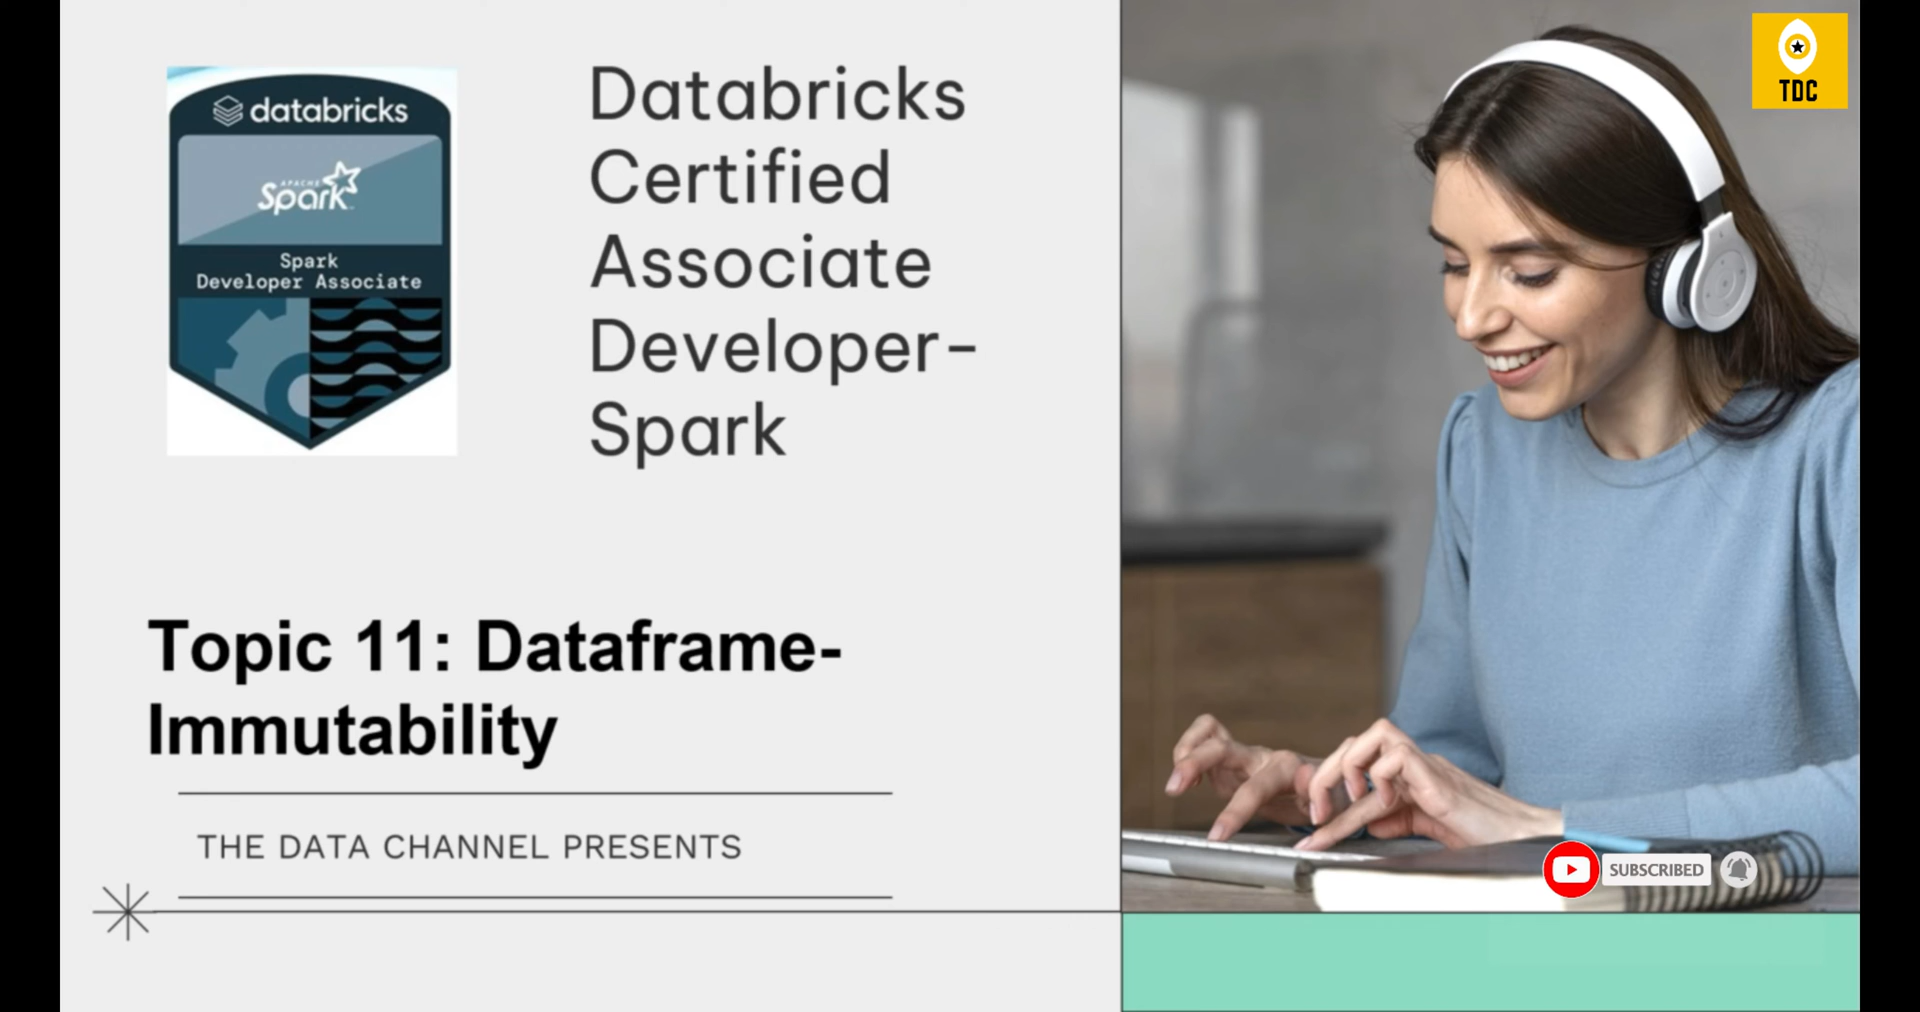 databricks
APACHE
Spark
Spark
Developer Associate
Databricks
Certified
Associate
Developer-
Spark
Topic 11: Dataframe-
Immutability
THE DATA CHANNEL PRESENTS
TDC
SUBSCRIBED